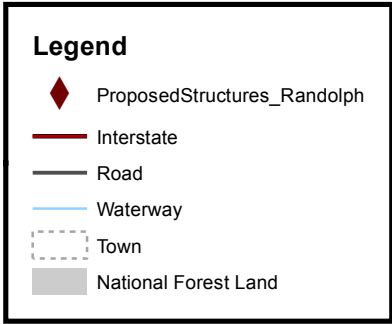 Legend
ProposedStructures_Randolph
Interstate
Road
Waterway
Town
National Forest Land